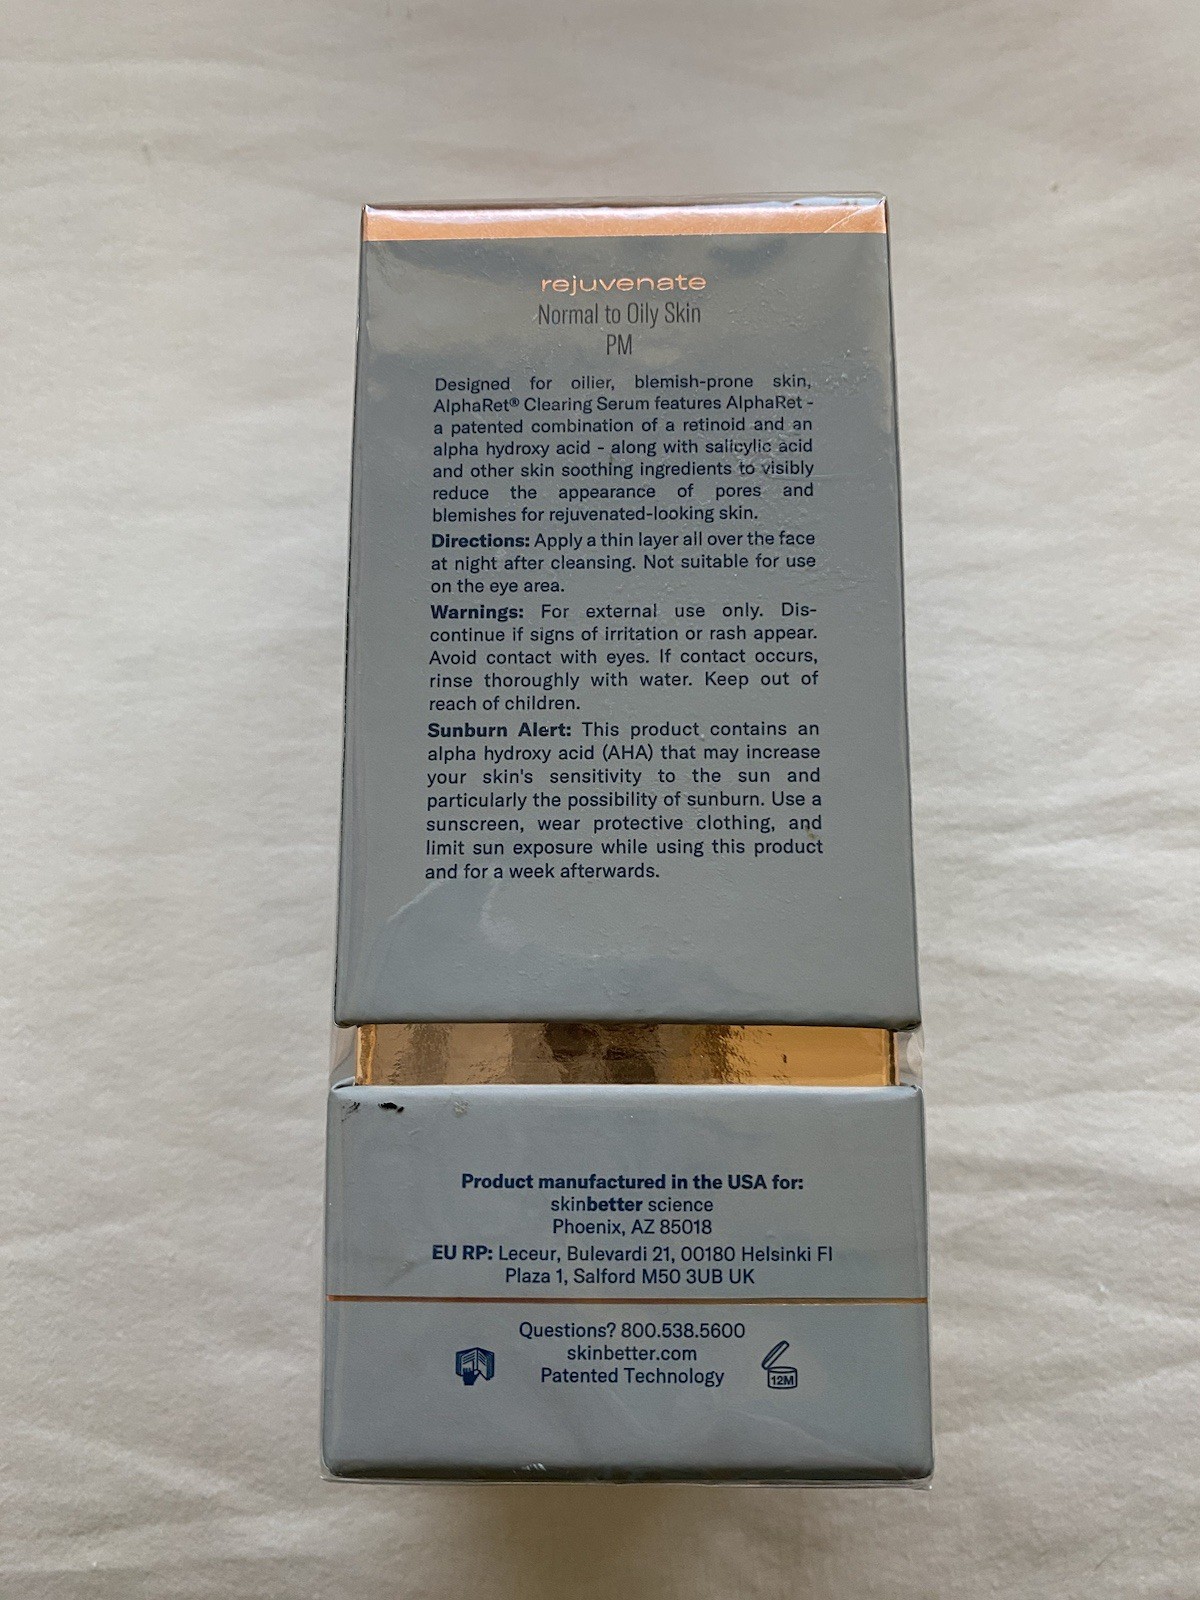 rejuvenate
Normal to Oily Skin
PM
Designed for oilier, blemish-prone skin,
AlphaRet® Clearing Serum features AlphaRet -
a patented combination of a retinoid and an
alpha hydroxy acid - along with salicylic acid
and other skin soothing ingredients to visibly
reduce the appearance of pores and
blemishes for rejuvenated-looking skin.
Directions: Apply a thin layer all over the face
at night after cleansing. Not suitable for use
on the eye area.
Warnings: For external use only. Dis-
continue if signs of irritation or rash appear.
Avoid contact with eyes. If contact occurs,
rinse thoroughly with water. Keep out of
reach of children.
Sunburn Alert: This product contains an
alpha hydroxy acid (AHA) that may increase
your skin's sensitivity to the sun and
particularly the possibility of sunburn. Use a
sunscreen, wear protective clothing, and
limit sun exposure while using this product
and for a week afterwards.
Product manufactured in the USA for:
skinbetter science
Phoenix, AZ 85018
EU RP: Leceur, Bulevardi 21, 00180 Helsinki FI
Plaza 1, Salford M50 3UB UK
Questions? 800.538.5600
skinbetter.com
Patented Technology
12M